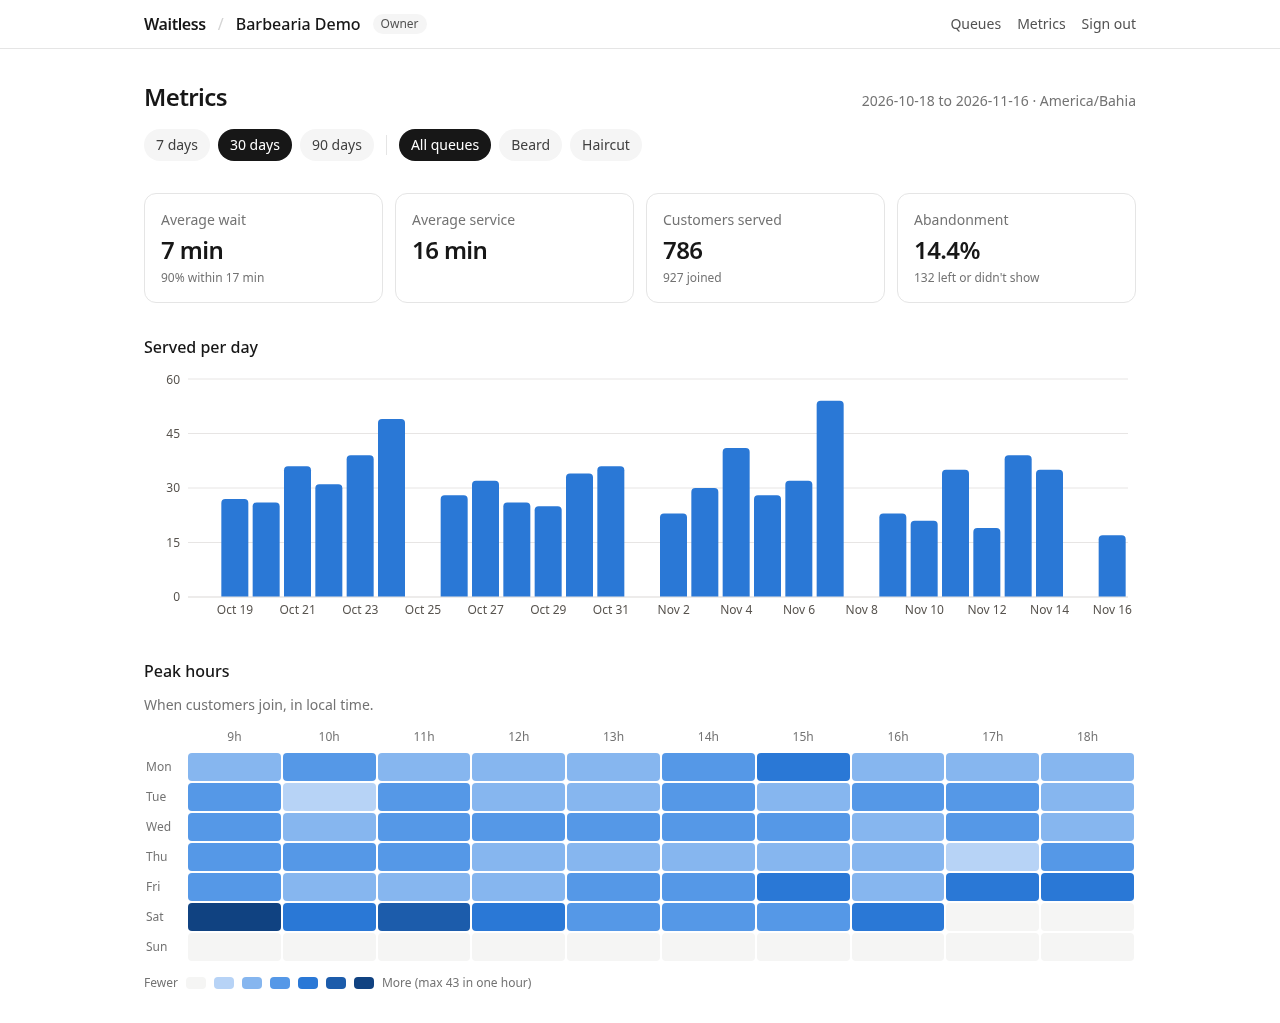 Waitless / Barbearia Demo Owner Queues Metrics Sign out
Metrics 2026-10-18 to 2026-11-16 · America/Bahia
7 days 30 days 90 days All queues Beard Haircut
Average wait Average service Customers served Abandonment
7 min 16 min 786 14.4%
90% within 17 min 927 joined 132 left or didn't show
Served per day
60
45
30
15
0
Oct 19 Oct 21 Oct 23 Oct 25 Oct 27 Oct 29 Oct 31 Nov 2 Nov 4 Nov 6 Nov 8 Nov 10 Nov 12 Nov 14 Nov 16
Peak hours
When customers join, in local time.
9h 10h 11h 12h 13h 14h 15h 16h 17h 18h
Mon
Tue
Wed
Thu
Fri
Sat
Sun
Fewer More (max 43 in one hour)